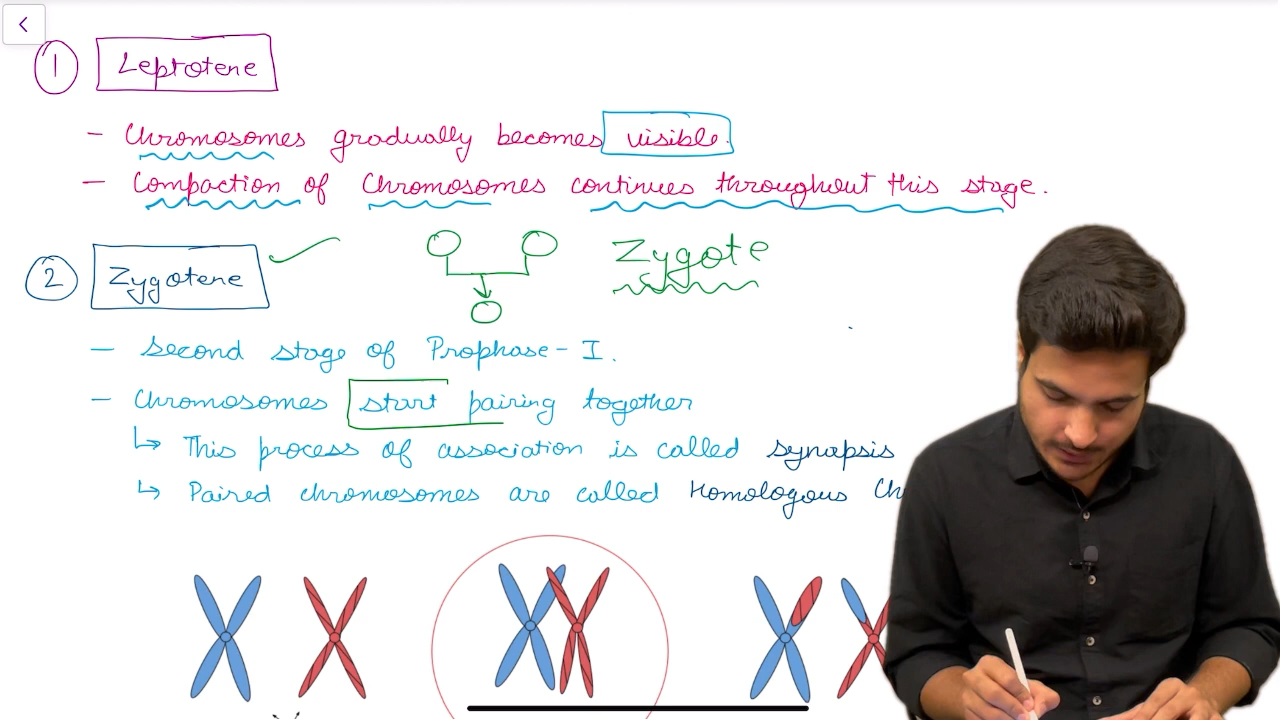 1 Leptotene
- Chromosomes gradually becomes visible.
- Compaction of Chromosomes continues throughout this stage.
2 Zygotene
Zygote
- Second stage of Prophase-I.
- Chromosomes start pairing together
↳ This process of association is called synapsis
↳ Paired chromosomes are called Homologous Ch